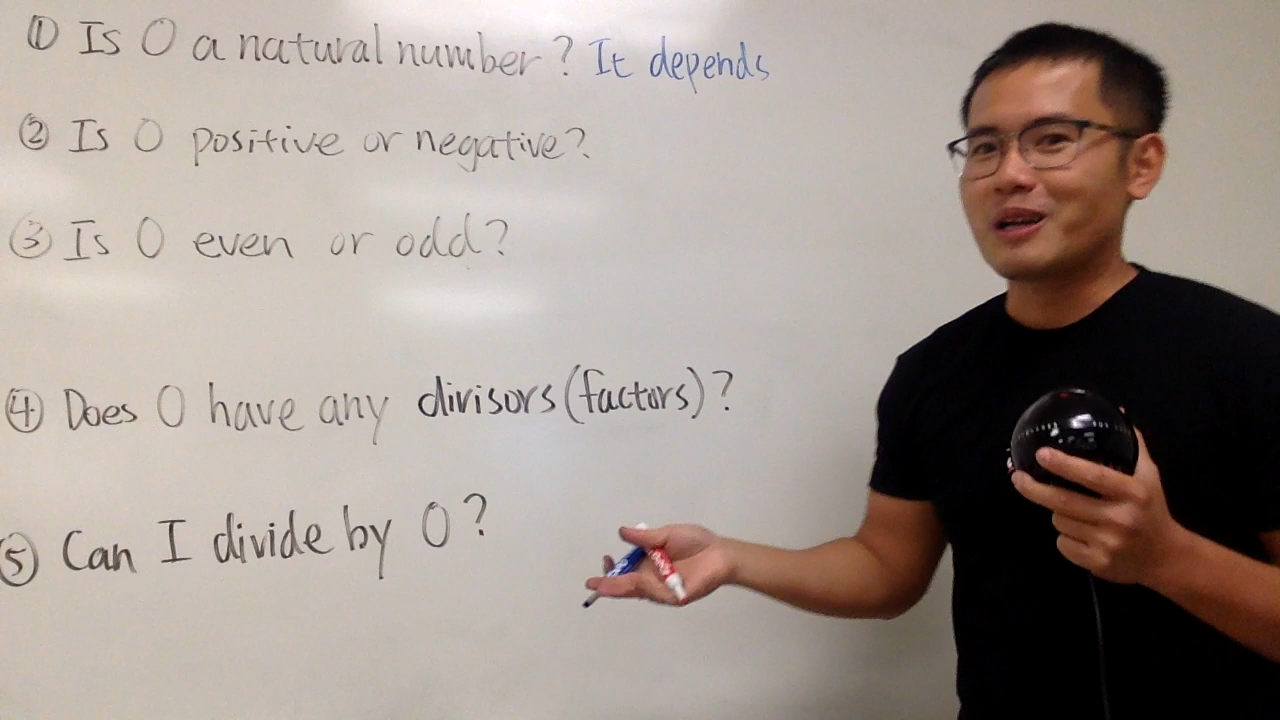 ① Is 0 a natural number? It depends
② Is 0 positive or negative?
③ Is 0 even or odd?
④ Does 0 have any divisors (factors)?
⑤ Can I divide by 0?